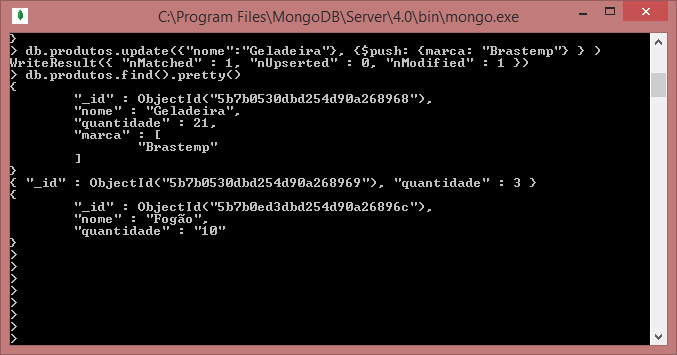 C:\Program Files\MongoDB\Server\4.0\bin\mongo.exe
}
> db.produtos.update({"nome":"Geladeira"}, {$push: {marca: "Brastemp"} } )
WriteResult({ "nMatched" : 1, "nUpserted" : 0, "nModified" : 1 })
> db.produtos.find().pretty()
{
        "_id" : ObjectId("5b7b0530dbd254d90a268968"),
        "nome" : "Geladeira",
        "quantidade" : 21,
        "marca" : [
                "Brastemp"
        ]
}
{ "_id" : ObjectId("5b7b0530dbd254d90a268969"), "quantidade" : 3 }
{
        "_id" : ObjectId("5b7b0ed3dbd254d90a26896c"),
        "nome" : "Fogão",
        "quantidade" : "10"
}
>
>
>
>
>
>
>
>